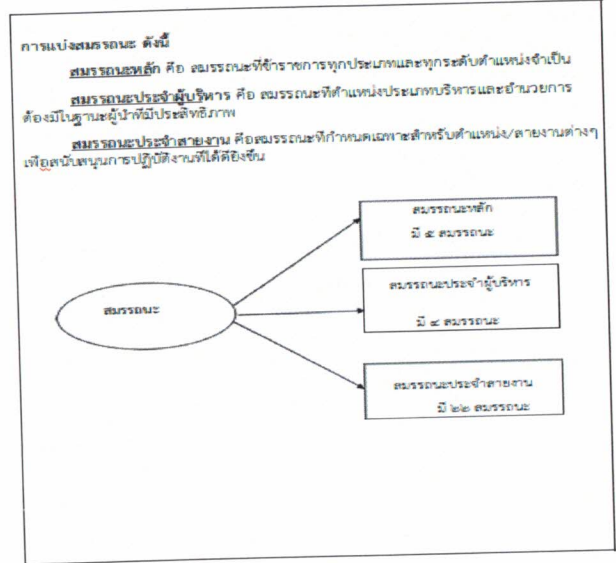 การแบ่งสมรรถนะ ดังนี้
สมรรถนะหลัก คือ สมรรถนะที่ข้าราชการทุกประเภทและทุกระดับตำแหน่งจำเป็น
สมรรถนะประจำผู้บริหาร คือ สมรรถนะที่ตำแหน่งประเภทบริหารและอำนวยการ
ต้องมีในฐานะผู้นำที่มีประสิทธิภาพ
สมรรถนะประจำสายงาน คือสมรรถนะที่กำหนดเฉพาะสำหรับตำแหน่ง/สายงานต่างๆ
เพื่อสนับสนุนการปฏิบัติงานที่ได้ดียิ่งขึ้น
สมรรถนะหลัก
มี ๕ สมรรถนะ
สมรรถนะประจำผู้บริหาร
สมรรถนะ
มี ๔ สมรรถนะ
สมรรถนะประจำสายงาน
มี ๒๒ สมรรถนะ